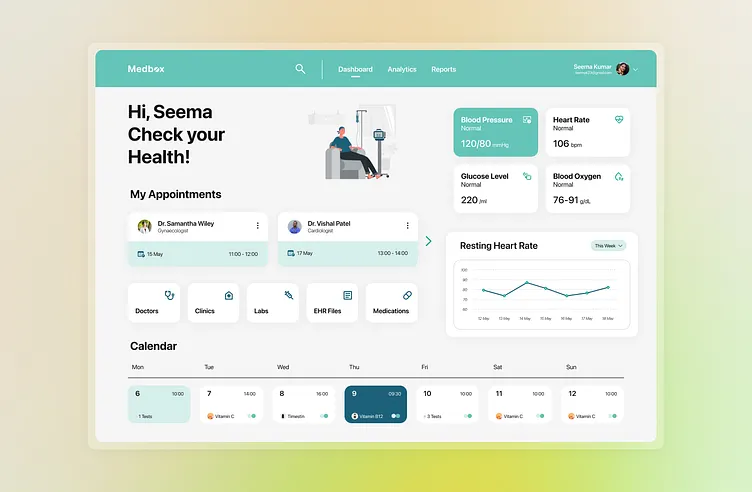 Medbox
Dashboard
Analytics
Reports
Seema Kumar
Hi, Seema
Check your
Health!
Blood Pressure
Normal
120/80 mmHg
Heart Rate
Normal
106 bpm
Glucose Level
Normal
220 /ml
Blood Oxygen
Normal
76-91 g/dL
My Appointments
Dr. Samantha Wiley
Gynaecologist
15 May
11:00 - 12:00
Dr. Vishal Patel
Cardiologist
17 May
13:00 - 14:00
Doctors
Clinics
Labs
EHR Files
Medications
Resting Heart Rate
This Week
100
90
80
70
60
12 May
13 May
14 May
15 May
16 May
17 May
18 May
Calendar
Mon
Tue
Wed
Thu
Fri
Sat
Sun
6
10:00
1 Tests
7
14:00
Vitamin C
8
16:00
Timestin
9
09:30
Vitamin B12
10
10:00
3 Tests
11
10:00
Vitamin C
12
10:00
Vitamin C